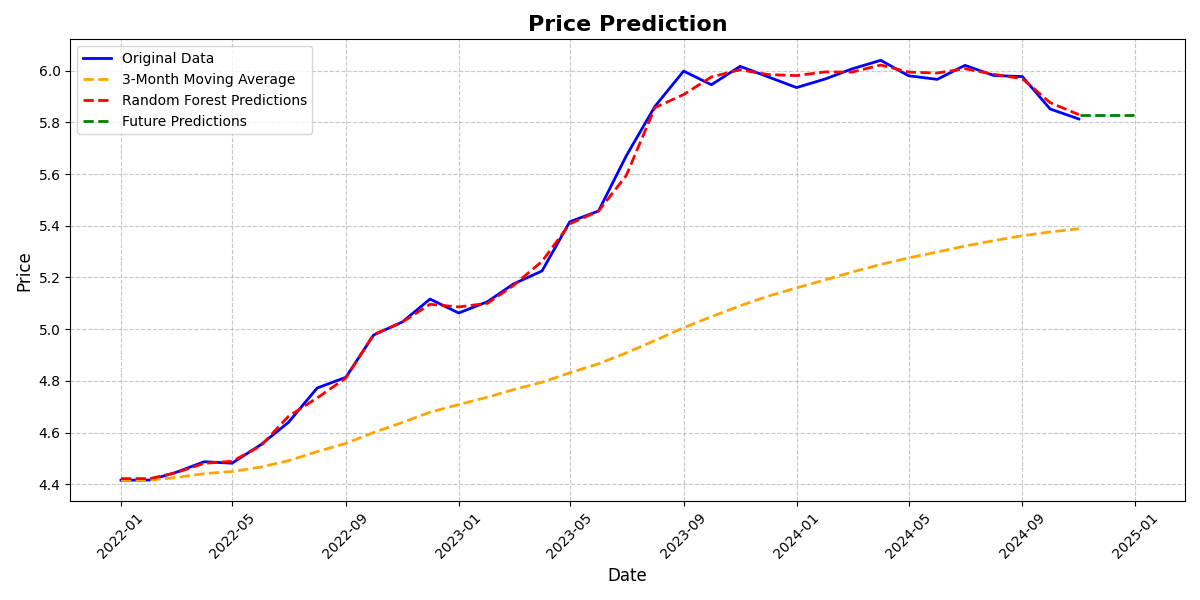 Price Prediction
Original Data
3-Month Moving Average
Random Forest Predictions
Future Predictions
Price
6.0
5.8
5.6
5.4
5.2
5.0
4.8
4.6
4.4
2022-01
2022-05
2022-09
2023-01
2023-05
2023-09
2024-01
2024-05
2024-09
2025-01
Date